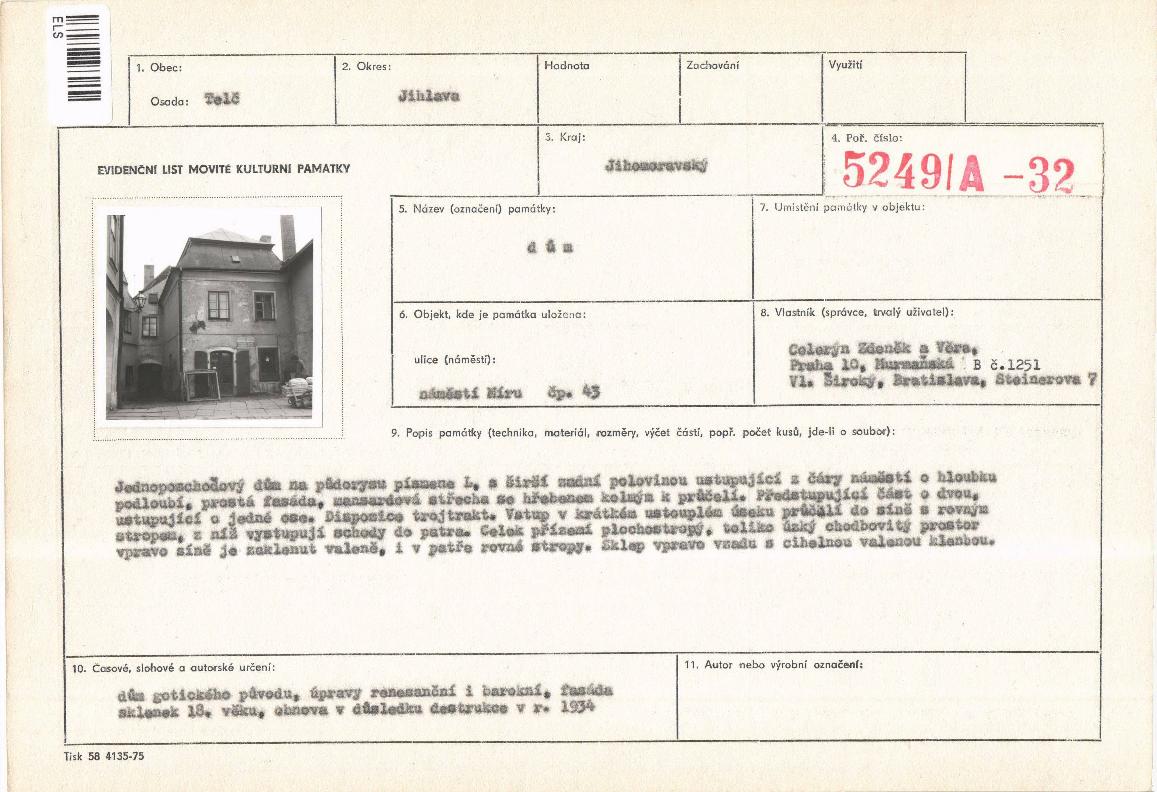 ELS
1. Obec:
Osada: Telč
2. Okres:
Jihlava
Hodnota
Zachování
Využití
EVIDENČNÍ LIST MOVITÉ KULTURNÍ PAMÁTKY
3. Kraj:
Jihomoravský
4. Poř. číslo:
5249/A -32
5. Název (označení) památky:
d ů m
7. Umístění památky v objektu:
6. Objekt, kde je památka uložena:
ulice (náměstí):
náměstí Míru čp. 43
8. Vlastník (správce, trvalý uživatel):
Celerýn Zdeněk a Věra,
Praha 10, Murmaňská B č.1251
Vl. Široký, Bratislava, Steinerova 7
9. Popis památky (technika, materiál, rozměry, výčet částí, popř. počet kusů, jde-li o soubor):
Jednoposchoďový dům na půdorysu písmene L, s širší zadní polovinou ustupující z čáry náměstí o hloubku
podloubí, prostá fasáda, mansardová střecha se hřebenem kolmým k průčelí. Předstupující část o dvou,
ustupující o jedné ose. Disposice trojtrakt. Vstup v krátkém ustouplém úseku průčelí do síně s rovným
stropem, z níž vystupují schody do patra. Celek přízemí plochostropý, toliko úzký chodbovitý prostor
vpravo síně je zaklenut valeně, i v patře rovné stropy. Sklep vpravo vzadu s cihelnou valenou klenbou.
10. Časové, slohové a autorské určení:
dům gotického původu, úpravy renesanční i barokní, fasáda
sklonek 18. věku, obnova v důsledku destrukce v r. 1934
11. Autor nebo výrobní označení:
Tisk 58 4135-75